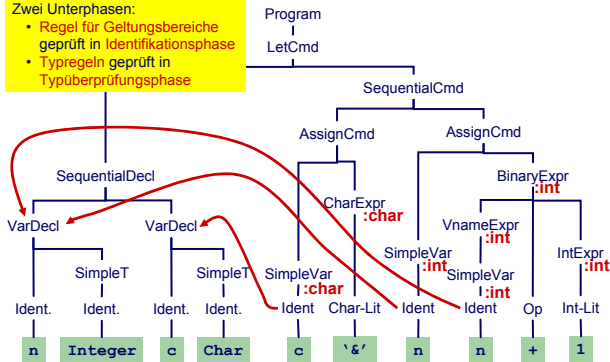 Zwei Unterphasen:
• Regel für Geltungsbereiche
geprüft in Identifikationsphase
• Typregeln geprüft in
Typüberprüfungsphase
Program
LetCmd
SequentialCmd
AssignCmd AssignCmd
SequentialDecl BinaryExpr
:int
CharExpr
:char
VarDecl VarDecl VnameExpr
:int
SimpleVar
:int
IntExpr
:int
SimpleT SimpleT SimpleVar
:char
SimpleVar
:int
Ident. Ident. Ident. Ident. Ident Char-Lit Ident Ident Op Int-Lit
n Integer c Char c ‘&’ n n + 1